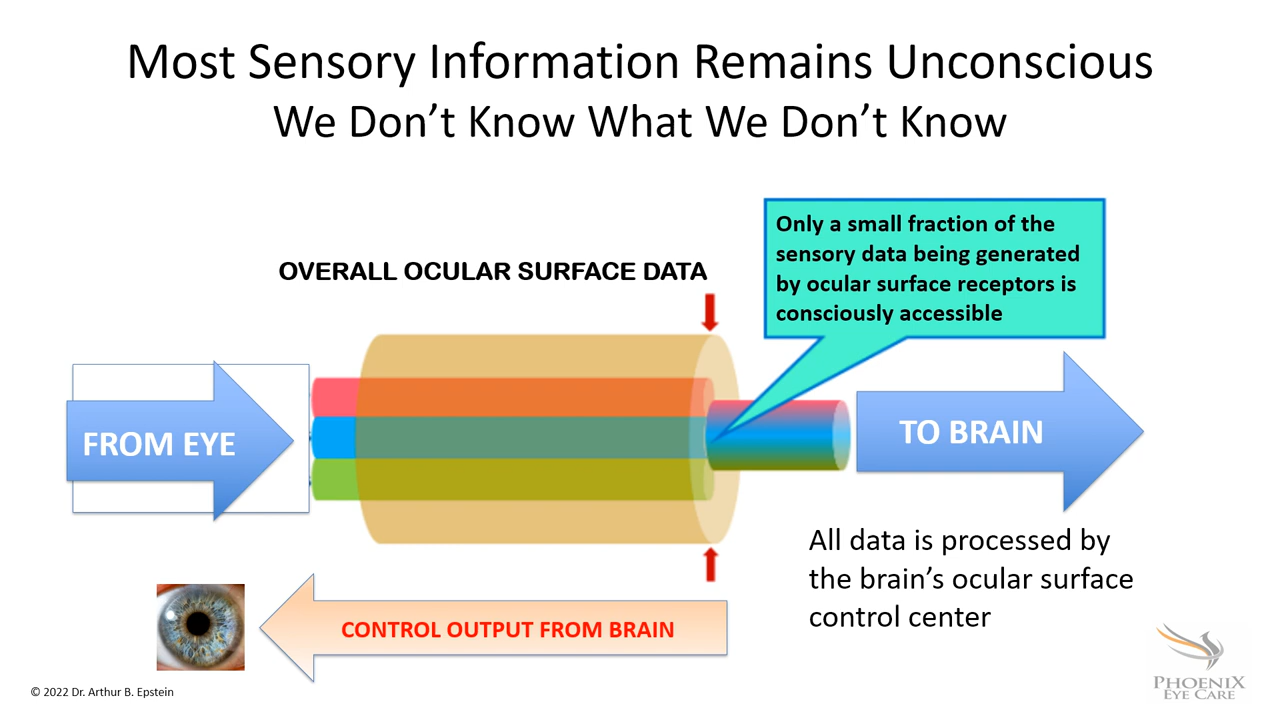 Most Sensory Information Remains Unconscious
We Don’t Know What We Don’t Know
Only a small fraction of the
sensory data being generated
by ocular surface receptors is
consciously accessible
OVERALL OCULAR SURFACE DATA
FROM EYE
TO BRAIN
All data is processed by
the brain’s ocular surface
control center
CONTROL OUTPUT FROM BRAIN
© 2022 Dr. Arthur B. Epstein
PHOENIX
EYE CARE